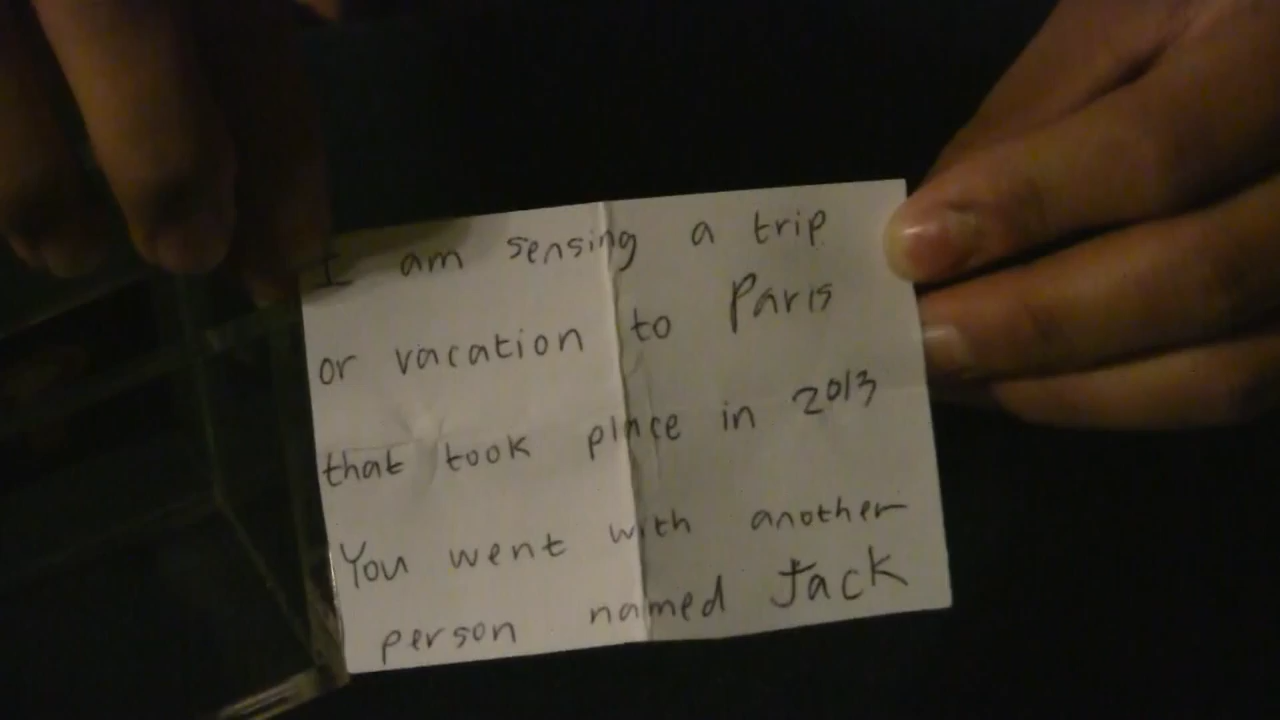 I am sensing a trip
or vacation to Paris
that took place in 2013
You went with another
person named Jack